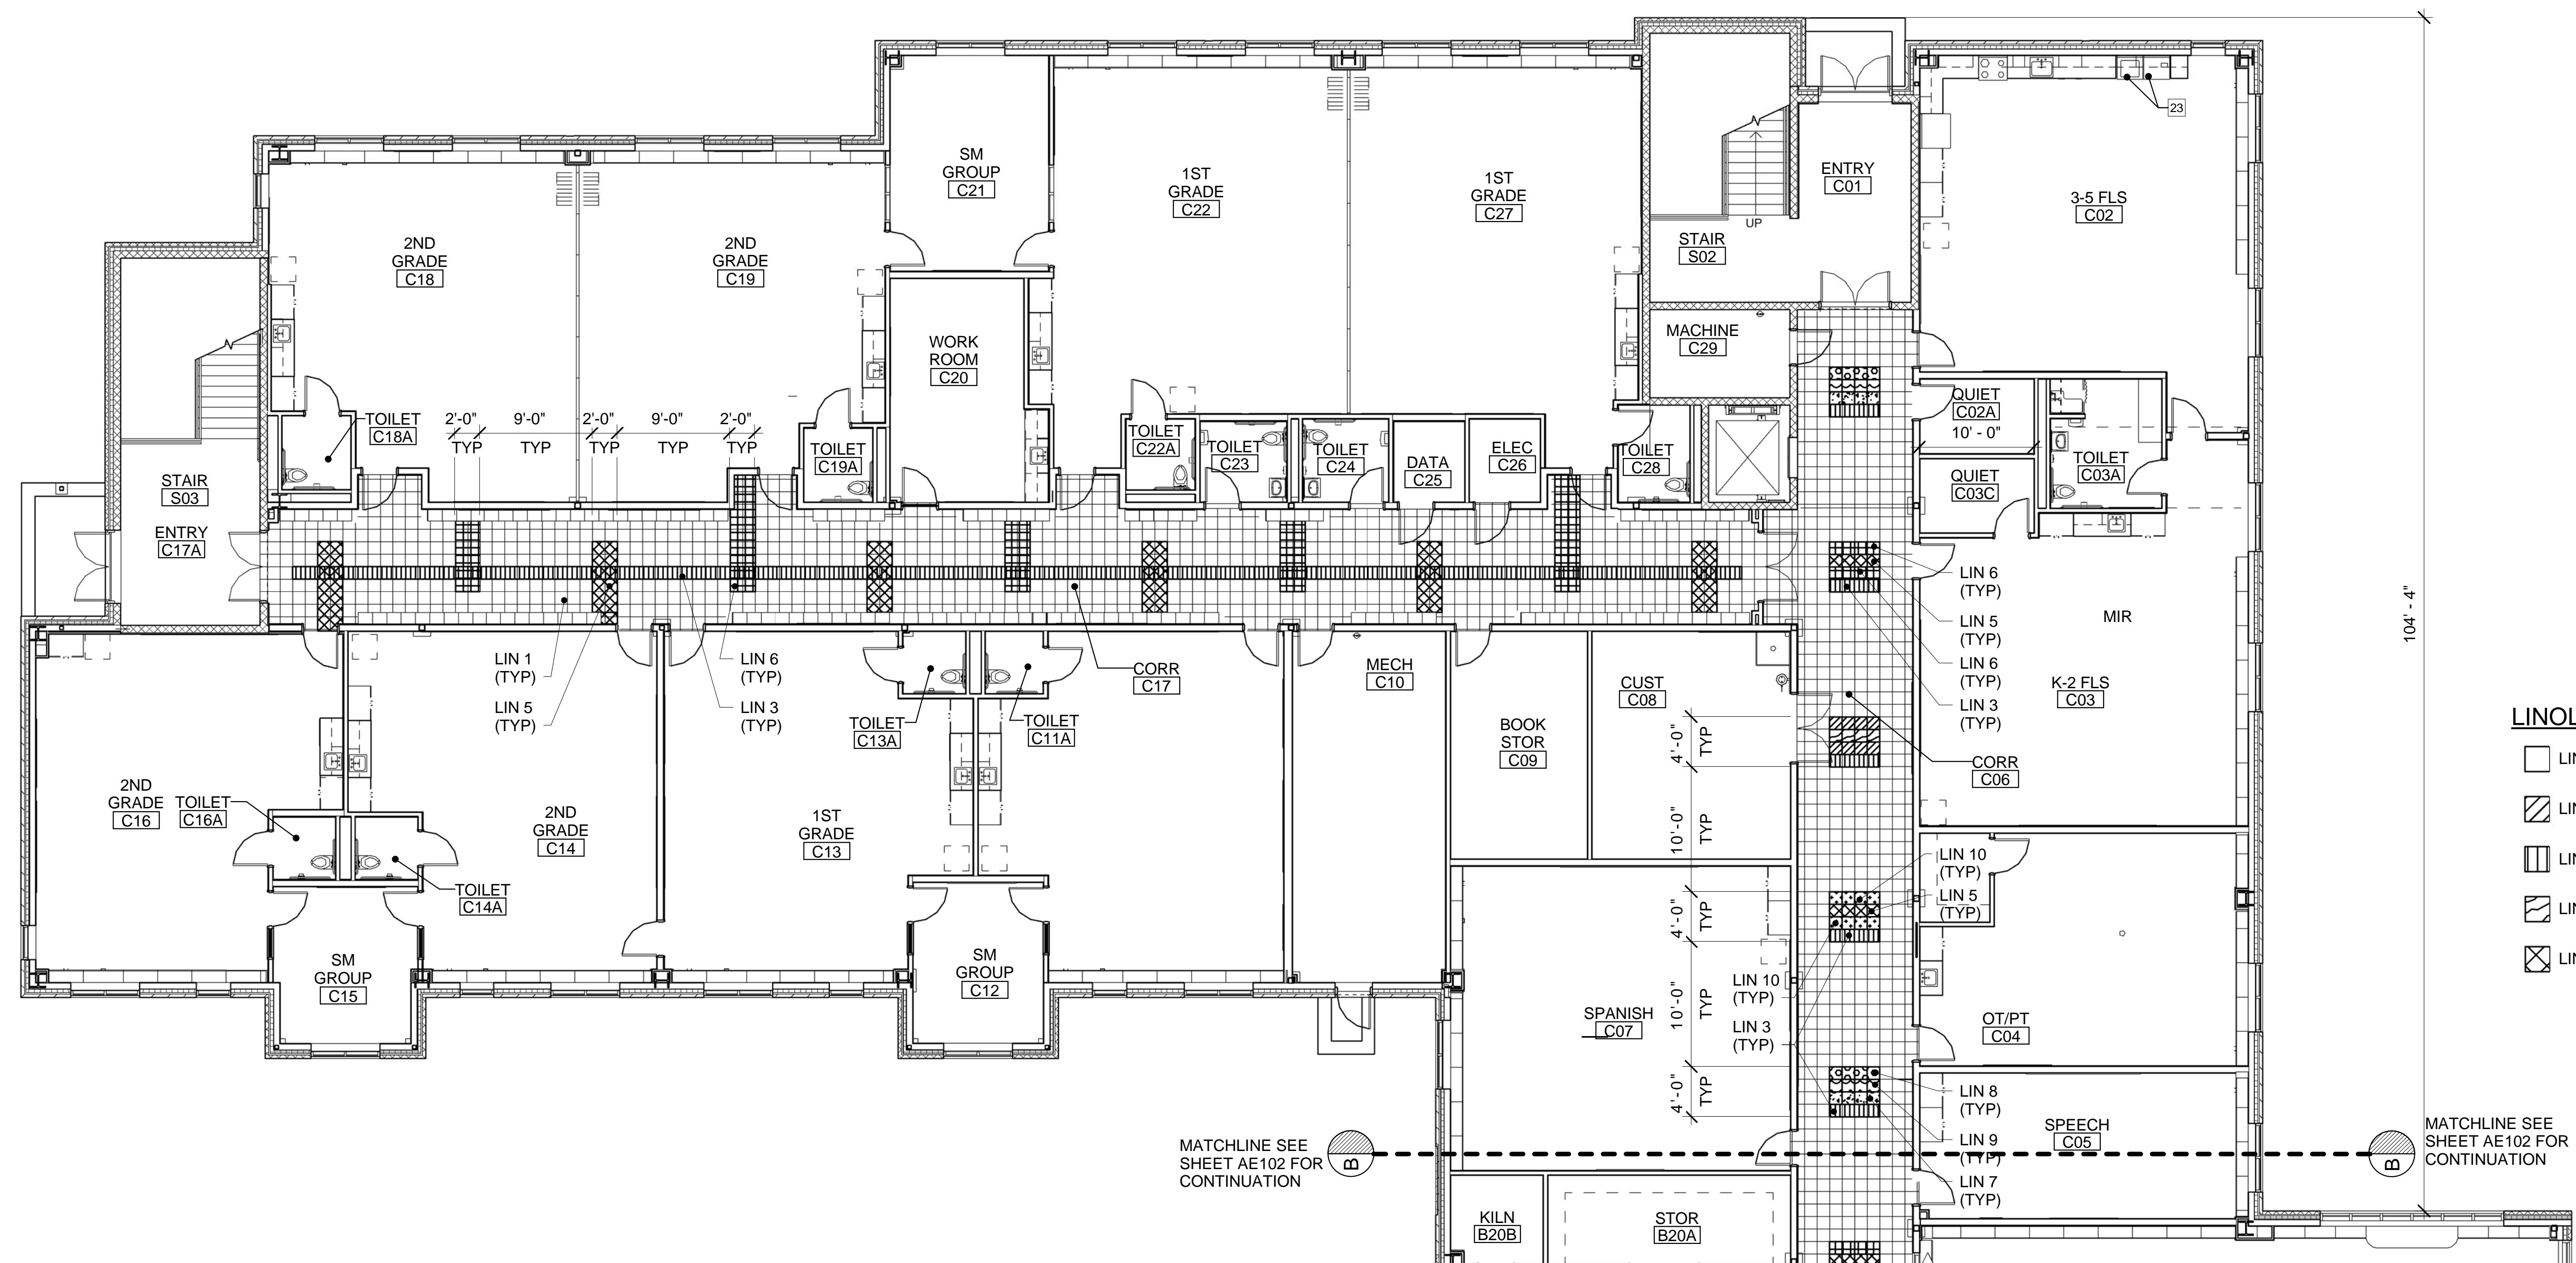 23
SM
GROUP
C21
1ST
GRADE
C22
1ST
GRADE
C27
ENTRY
C01
3-5 FLS
C02
UP
STAIR
S02
2ND
GRADE
C18
2ND
GRADE
C19
WORK
ROOM
C20
MACHINE
C29
QUIET
C02A
10' - 0"
TOILET
C18A
2'-0"
TYP
9'-0"
TYP
2'-0"
TYP
9'-0"
TYP
2'-0"
TYP
TOILET
C19A
TOILET
C22A
TOILET
C23
TOILET
C24
DATA
C25
ELEC
C26
TOILET
C28
TOILET
C03A
QUIET
C03C
STAIR
S03
ENTRY
C17A
LIN 6
(TYP)
LIN 5
(TYP)
LIN 6
(TYP)
LIN 3
(TYP)
MIR
K-2 FLS
C03
104' - 4"
LIN 1
(TYP)
LIN 5
(TYP)
LIN 6
(TYP)
LIN 3
(TYP)
TOILET
C13A
TOILET
C11A
CORR
C17
MECH
C10
CUST
C08
BOOK
STOR
C09
4'-0"
TYP
10'-0"
TYP
4'-0"
TYP
10'-0"
TYP
4'-0"
TYP
CORR
C06
2ND
GRADE
C16
TOILET
C16A
2ND
GRADE
C14
TOILET
C14A
1ST
GRADE
C13
SM
GROUP
C15
SM
GROUP
C12
LIN 10
(TYP)
LIN 5
(TYP)
SPANISH
C07
LIN 10
(TYP)
LIN 3
(TYP)
OT/PT
C04
LIN 8
(TYP)
LIN 9
(TYP)
LIN 7
(TYP)
SPEECH
C05
MATCHLINE SEE
SHEET AE102 FOR
CONTINUATION
B
B
MATCHLINE SEE
SHEET AE102 FOR
CONTINUATION
KILN
B20B
STOR
B20A